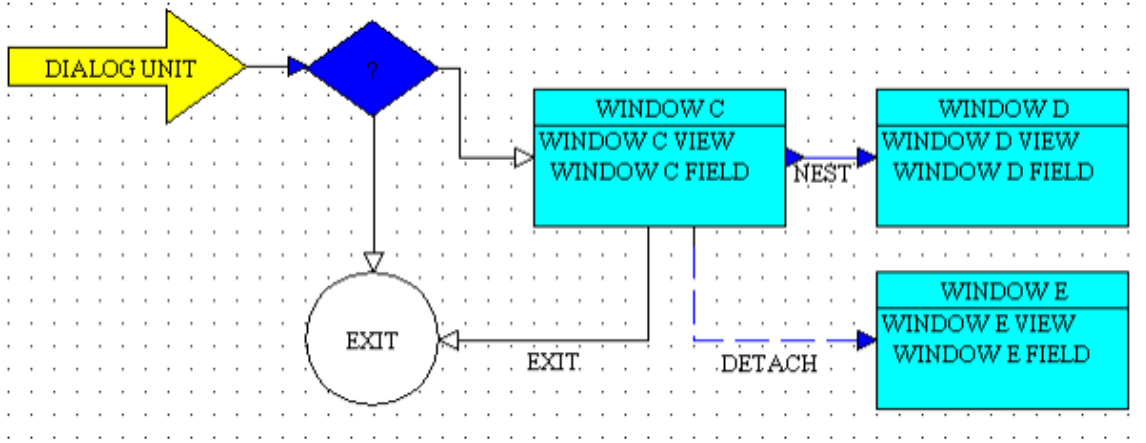 DIALOG UNIT
?
WINDOW C
WINDOW C VIEW
WINDOW C FIELD
NEST
WINDOW D
WINDOW D VIEW
WINDOW D FIELD
EXIT
EXIT
DETACH
WINDOW E
WINDOW E VIEW
WINDOW E FIELD